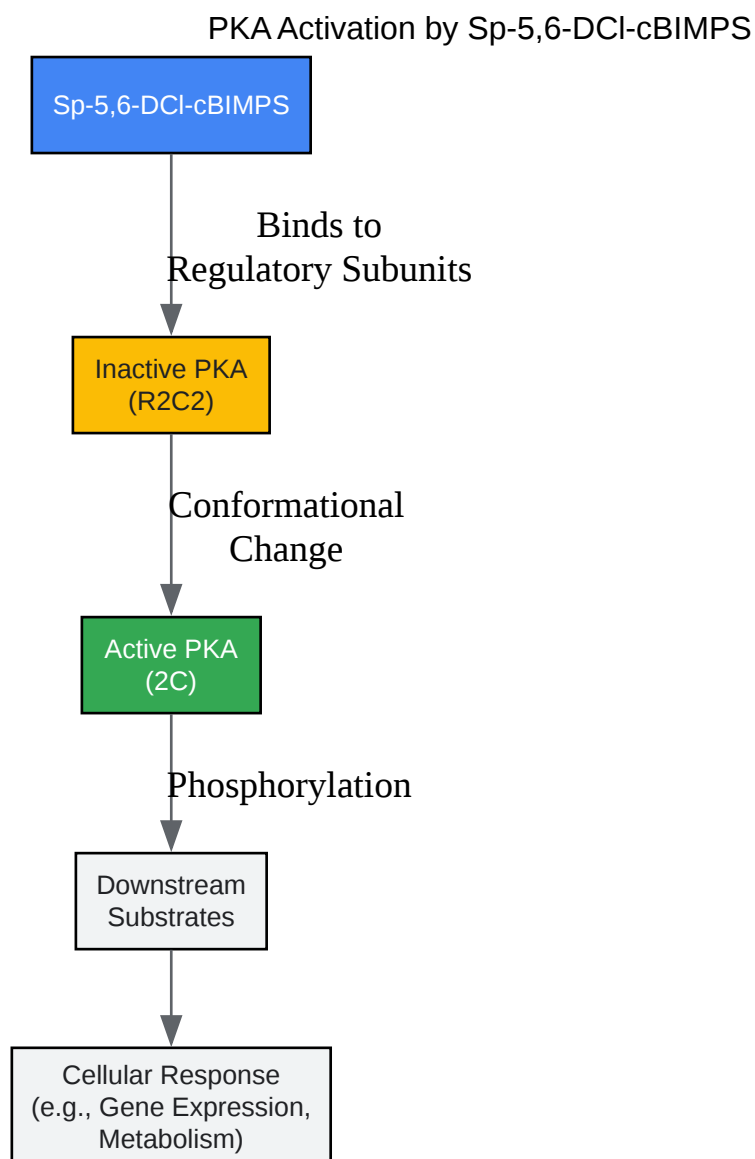 PKA Activation by Sp-5,6-DCl-cBIMPS
Sp-5,6-DCl-cBIMPS
Binds to
Regulatory Subunits
Inactive PKA
(R2C2)
Conformational
Change
Active PKA
(2C)
Phosphorylation
Downstream
Substrates
Cellular Response
(e.g., Gene Expression,
Metabolism)